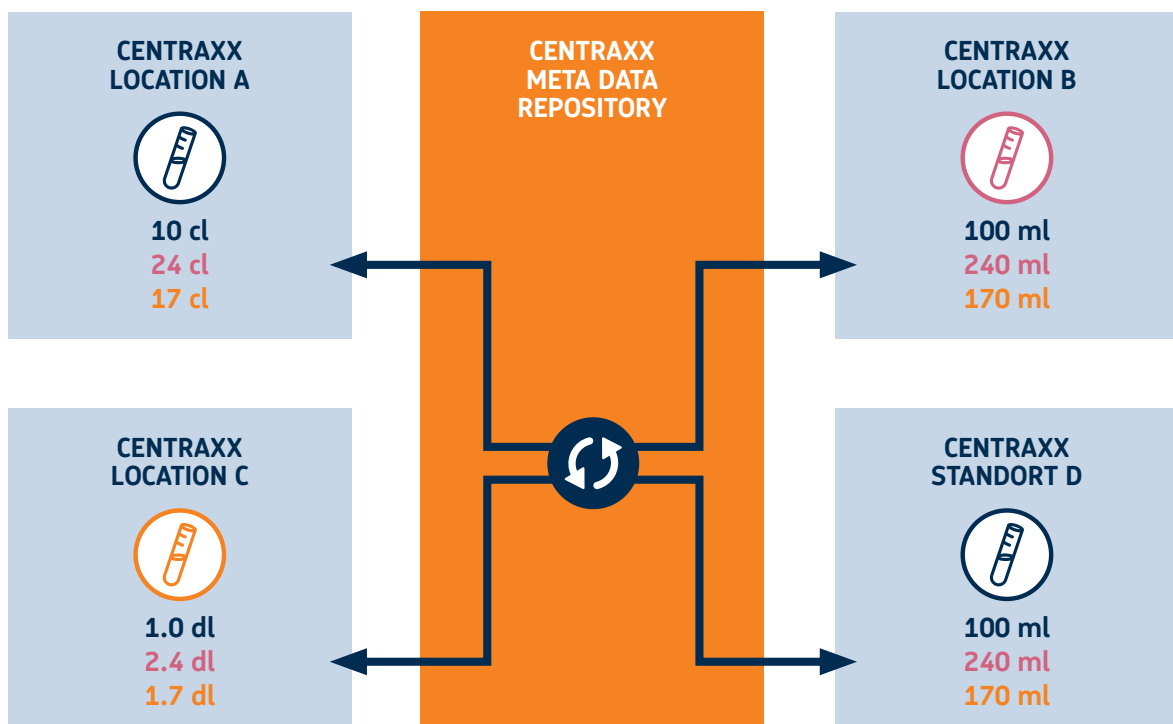 CENTRAXX
LOCATION A
10 cl
24 cl
17 cl
CENTRAXX
META DATA
REPOSITORY
CENTRAXX
LOCATION B
100 ml
240 ml
170 ml
CENTRAXX
LOCATION C
1.0 dl
2.4 dl
1.7 dl
CENTRAXX
STANDORT D
100 ml
240 ml
170 ml